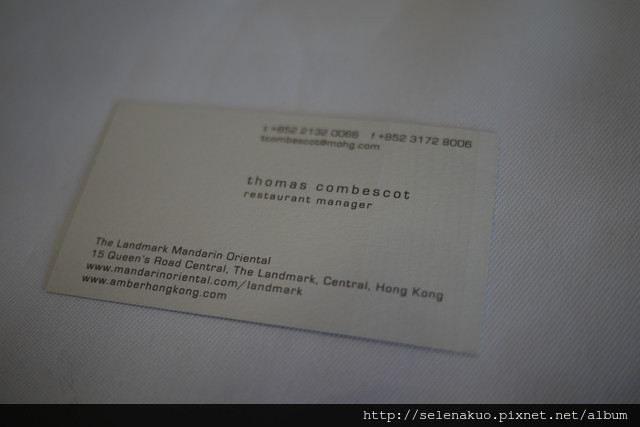 t +852 2132 0066 f +852 3172 8006
tcombescot@mohg.com
thomas combescot
restaurant manager
The Landmark Mandarin Oriental
15 Queen's Road Central, The Landmark, Central, Hong Kong
www.mandarinoriental.com/landmark
www.amberhongkong.com
http://selenakuo.pixnet.net/album